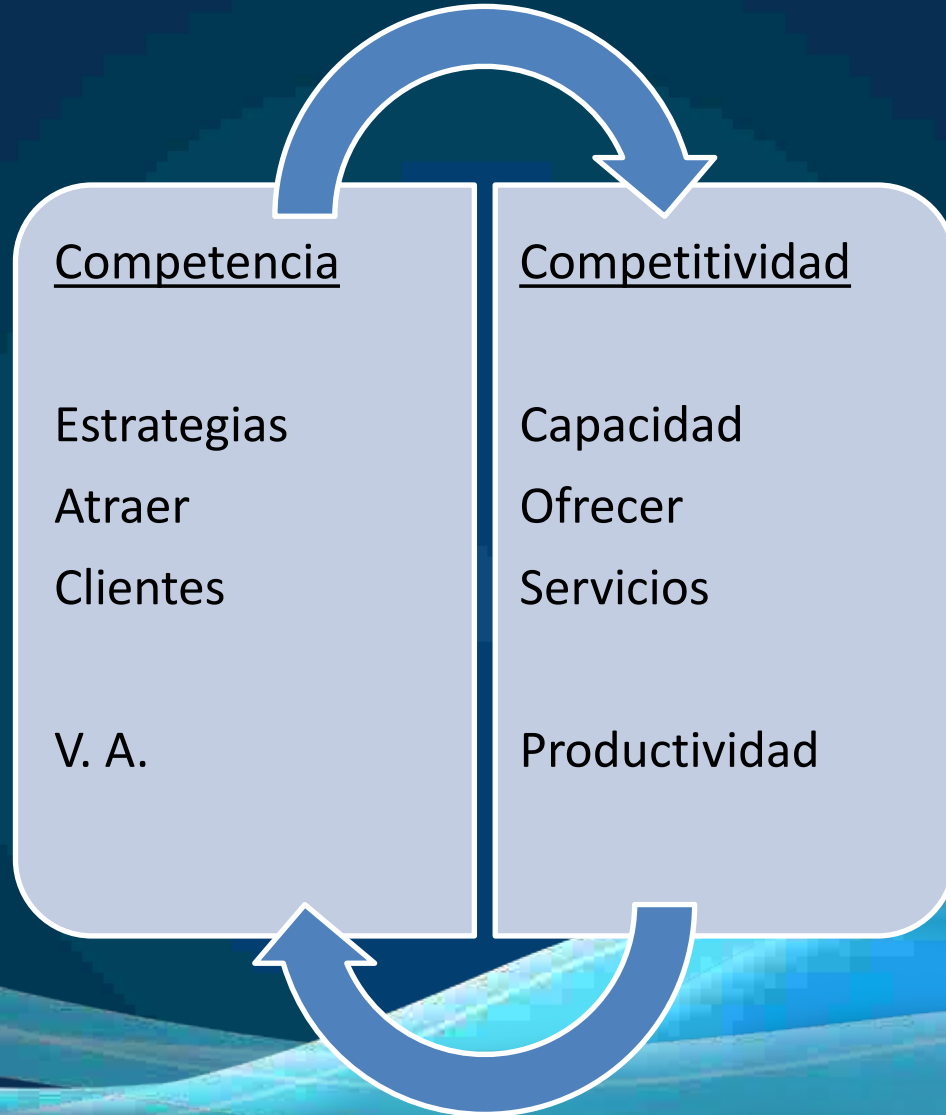 Competencia
Estrategias
Atraer
Clientes
V. A.
Competitividad
Capacidad
Ofrecer
Servicios
Productividad